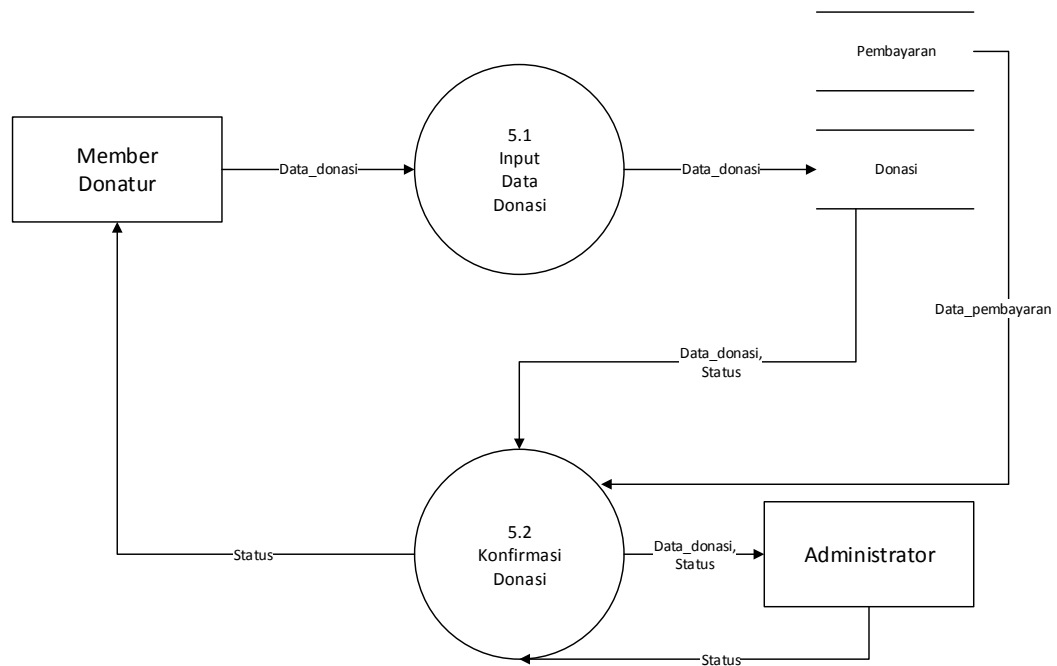 Pembayaran
Member
Donatur
Data_donasi
5.1
Input
Data
Donasi
Data_donasi
Donasi
Data_pembayaran
Data_donasi,
Status
Status
5.2
Konfirmasi
Donasi
Data_donasi,
Status
Administrator
Status